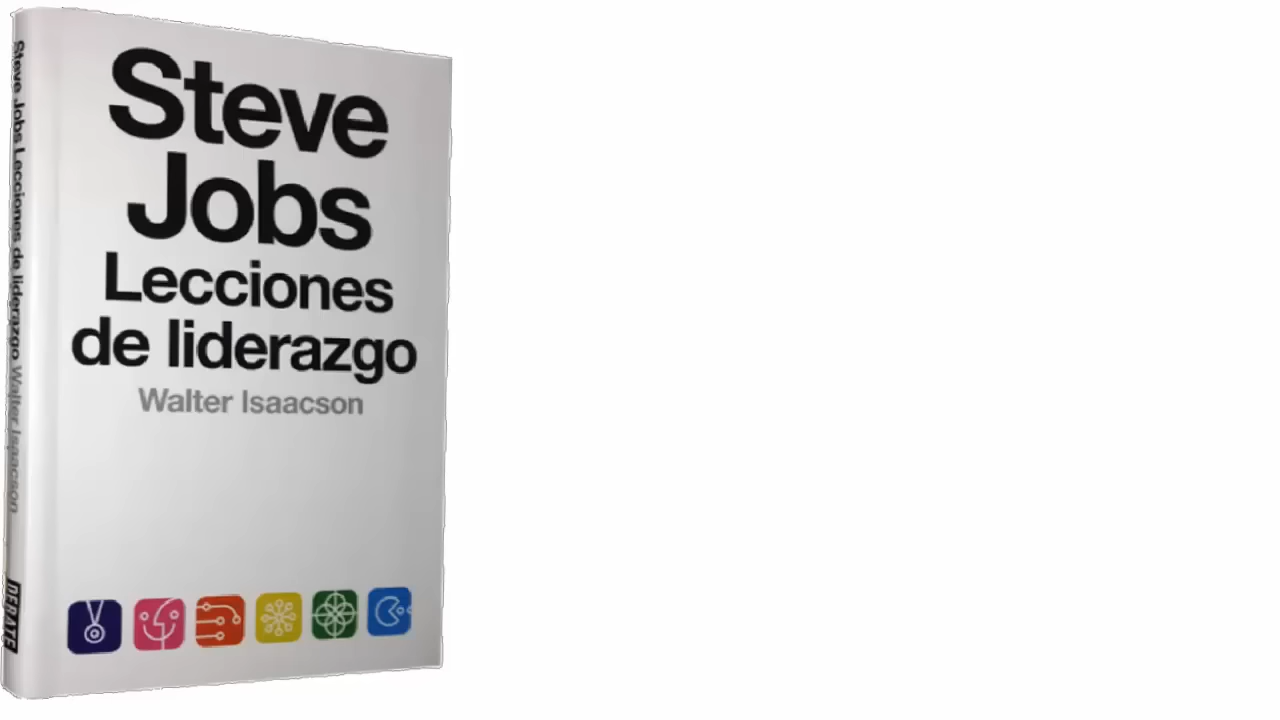 Steve
Jobs
Lecciones
de liderazgo
Walter Isaacson
Steve Jobs Lecciones de liderazgo Walter Isaacson
DEBATE